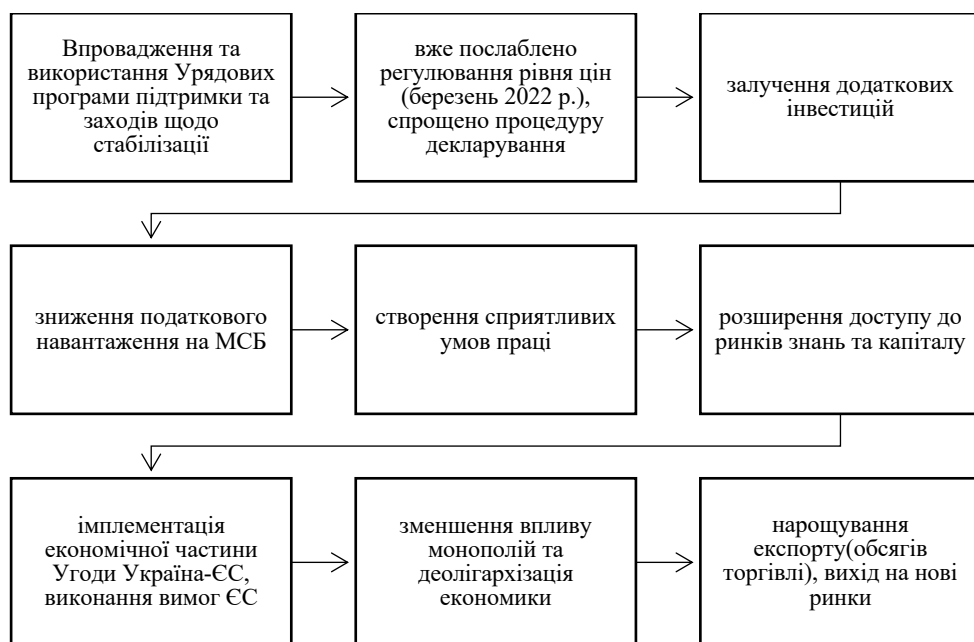 Впровадження та
використання Урядових
програми підтримки та
заходів щодо
стабілізації
вже послаблено
регулювання рівня цін
(березень 2022 р.),
спрощено процедуру
декларування
залучення додаткових
інвестицій
зниження податкового
навантаження на МСБ
створення сприятливих
умов праці
розширення доступу до
ринків знань та капіталу
імплементація
економічної частини
Угоди Україна-ЄС,
виконання вимог ЄС
зменшення впливу
монополій та
деолігархізація
економики
нарощування
експорту(обсягів
торгівлі), вихід на нові
ринки